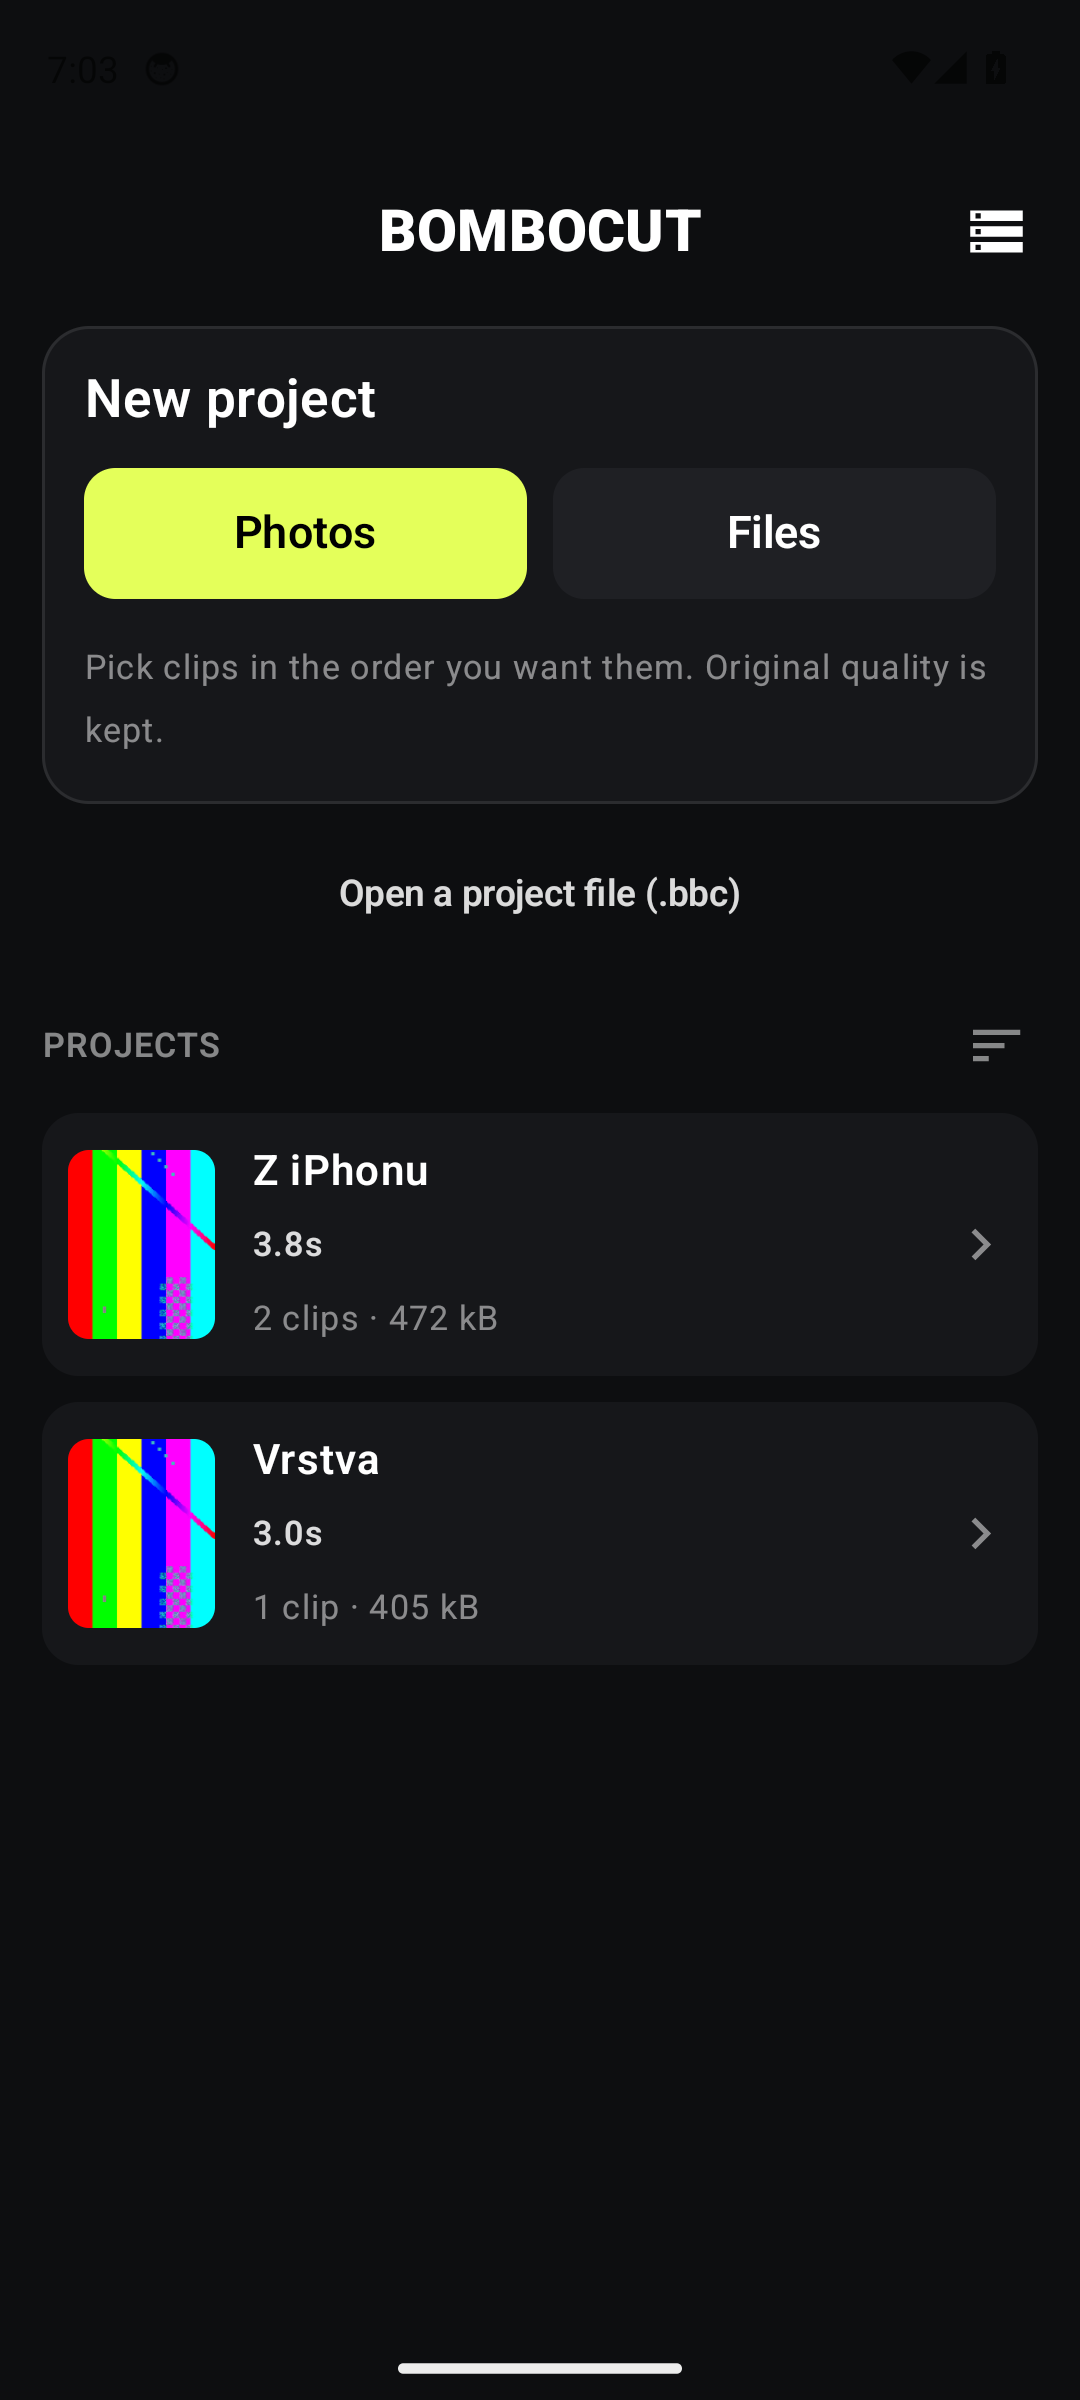 7:03
BOMBOCUT
New project
Photos
Files
Pick clips in the order you want them. Original quality is
kept.
Open a project file (.bbc)
PROJECTS
Z iPhonu
3.8s
2 clips · 472 kB
Vrstva
3.0s
1 clip · 405 kB